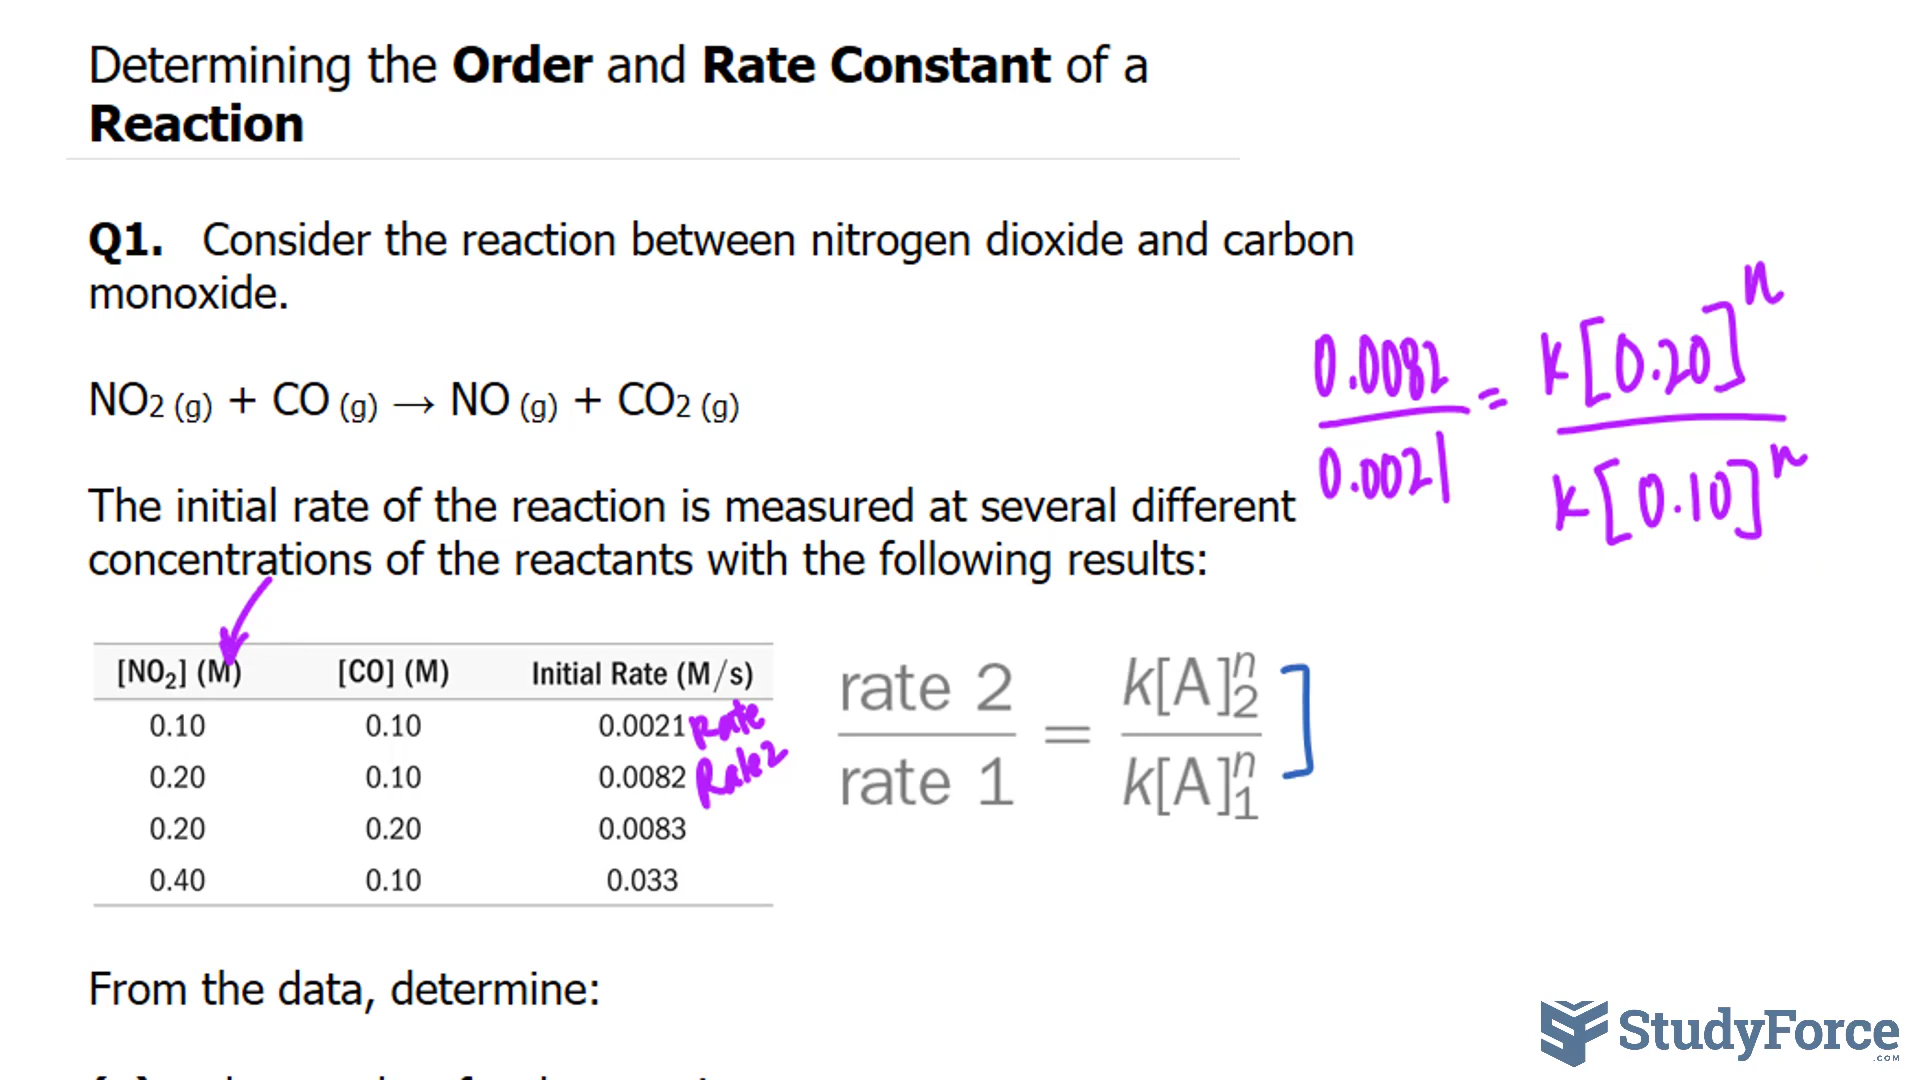 Determining the Order and Rate Constant of a
Reaction
Q1. Consider the reaction between nitrogen dioxide and carbon
monoxide.
NO2 (g) + CO (g) → NO (g) + CO2 (g)
The initial rate of the reaction is measured at several different
concentrations of the reactants with the following results:
0.0082 = k[0.20]ⁿ
0.0021 k[0.10]ⁿ
[NO₂] (M) [CO] (M) Initial Rate (M/s)
0.10 0.10 0.0021 Rate
0.20 0.10 0.0082 Rate 2
0.20 0.20 0.0083
0.40 0.10 0.033
rate 2 = k[A]₂ⁿ
rate 1 k[A]₁ⁿ
From the data, determine:
StudyForce
.COM